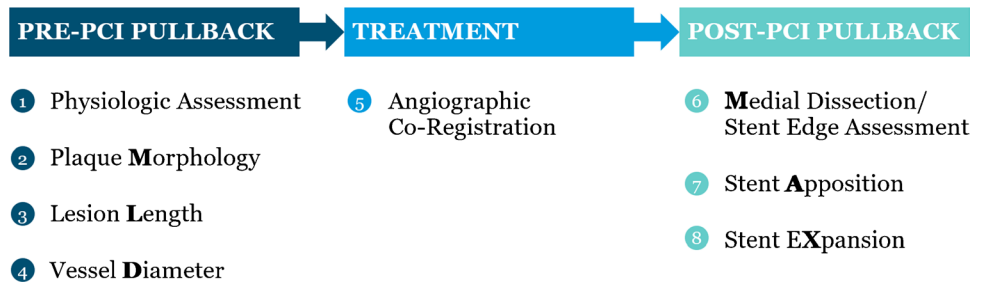 PRE-PCI PULLBACK
TREATMENT
POST-PCI PULLBACK
1 Physiologic Assessment
2 Plaque Morphology
3 Lesion Length
4 Vessel Diameter
5 Angiographic
Co-Registration
6 Medial Dissection/
Stent Edge Assessment
7 Stent Apposition
8 Stent EXpansion